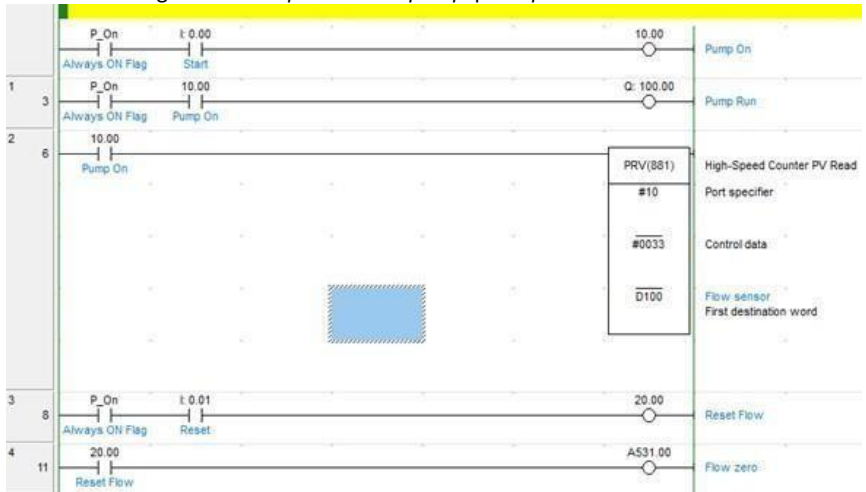 P_On I: 0.00 10.00
Pump On
Always ON Flag Start
1
P_On 10.00 Q: 100.00
3 Pump Run
Always ON Flag Pump On
2
10.00
6
Pump On
PRV(881) High-Speed Counter PV Read
#10 Port specifier
#0033 Control data
D100 Flow sensor
First destination word
3
P_On I: 0.01 20.00
8 Reset Flow
Always ON Flag Reset
4
20.00 A531.00
11 Flow zero
Reset Flow